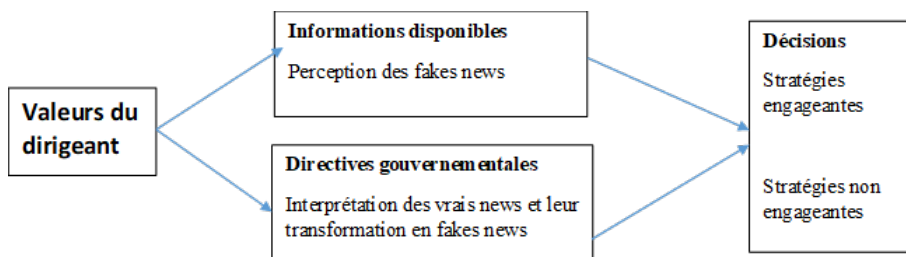 Valeurs du
dirigeant
Informations disponibles
Perception des fakes news
Directives gouvernementales
Interprétation des vrais news et leur
transformation en fakes news
Décisions
Stratégies
engageantes
Stratégies non
engageantes